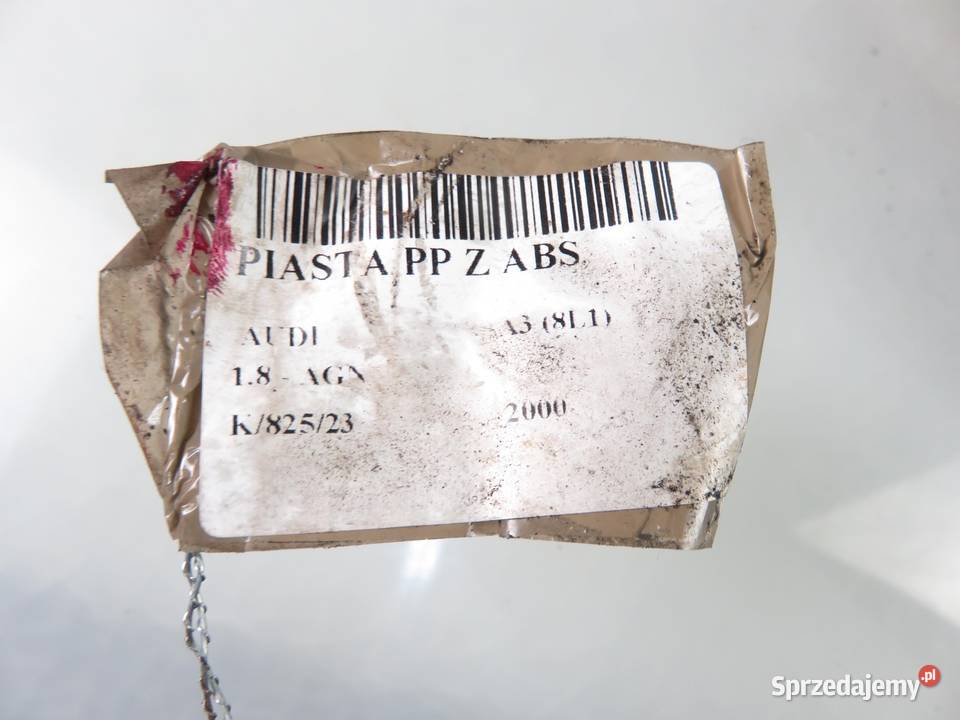 PIASTA PP Z ABS
AUDI A3 (8L1)
1.8 - AGN
K/825/23 2000
Sprzedajemy.pl